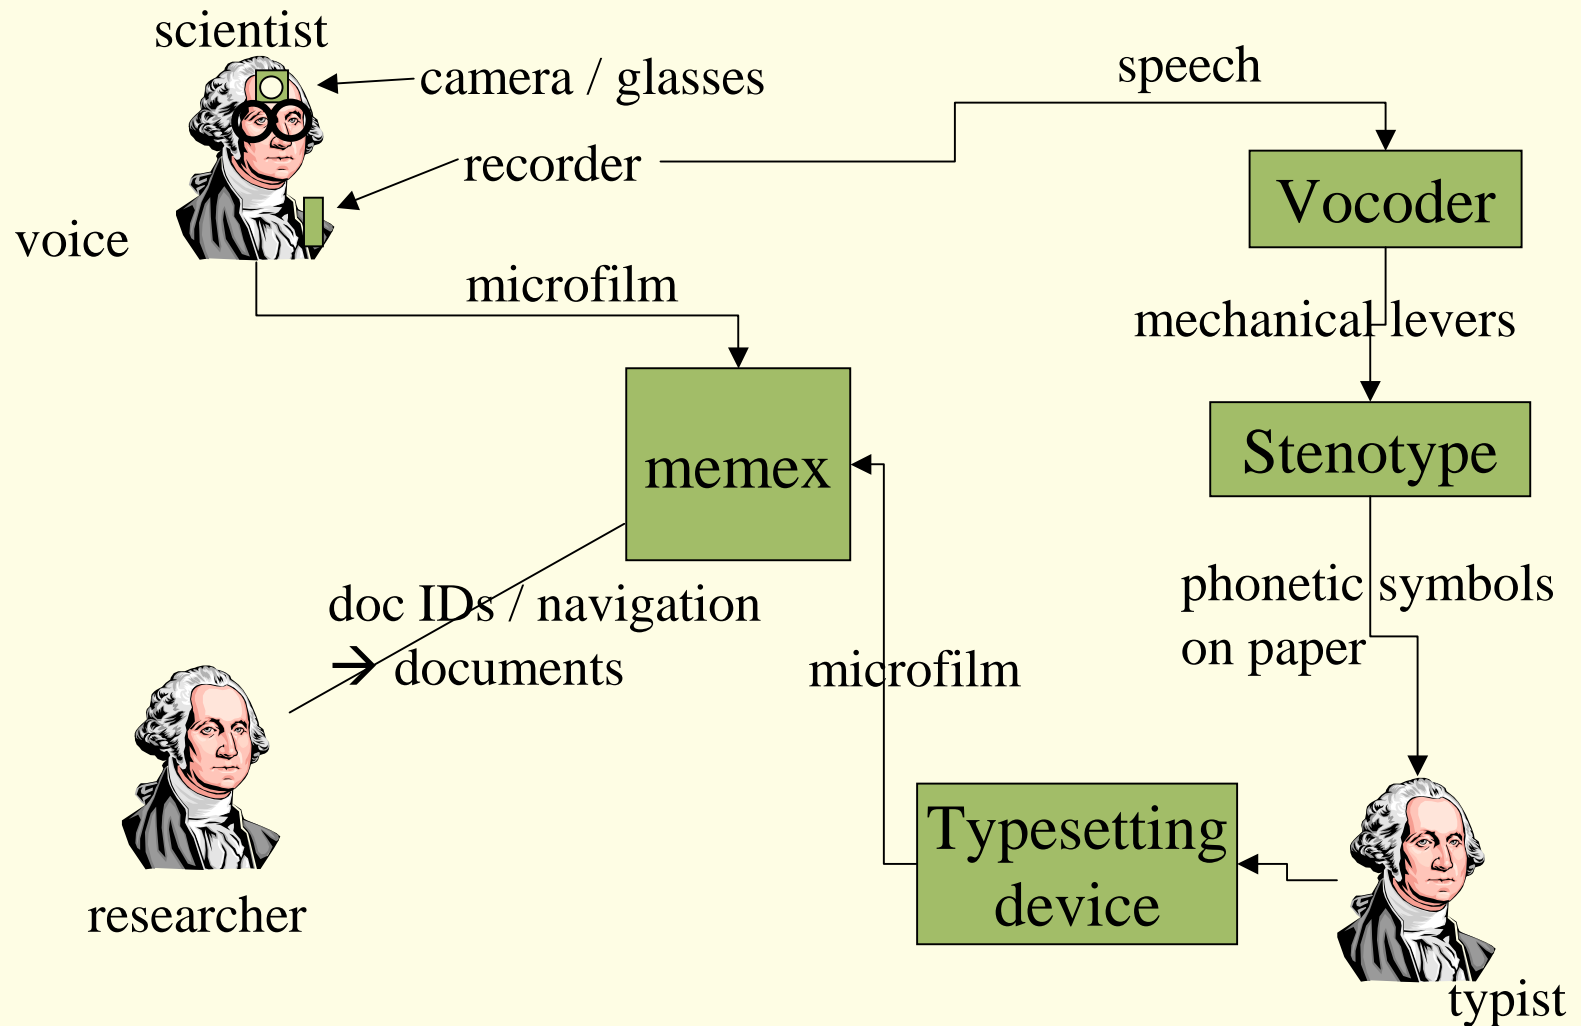 scientist
camera / glasses
speech
recorder
Vocoder
voice
microfilm
mechanical levers
memex
Stenotype
doc IDs / navigation
→ documents
phonetic symbols
on paper
microfilm
Typesetting
device
researcher
typist